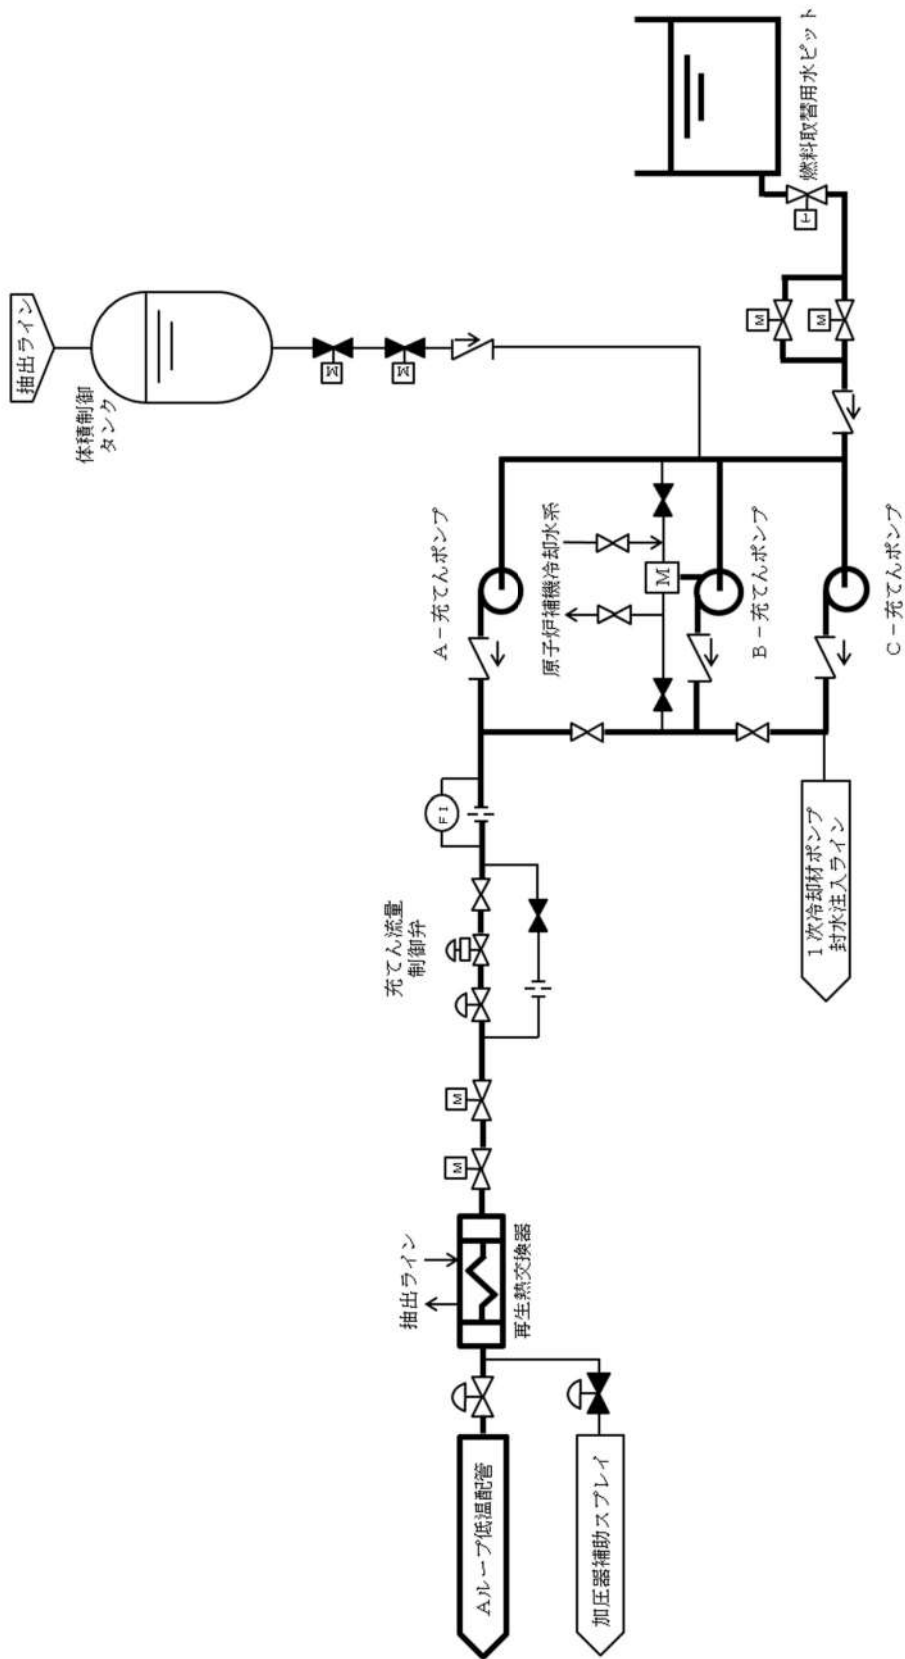 抽出ライン
体積制御
タンク
M
M
燃料取替用水ピット
M
M
A－充てんポンプ
原子炉補機冷却水系
M
B－充てんポンプ
C－充てんポンプ
FI
充てん流量
制御弁
1次冷却材ポンプ
封水注入ライン
M
M
抽出ライン
再生熱交換器
Aループ低温配管
加圧器補助スプレイ